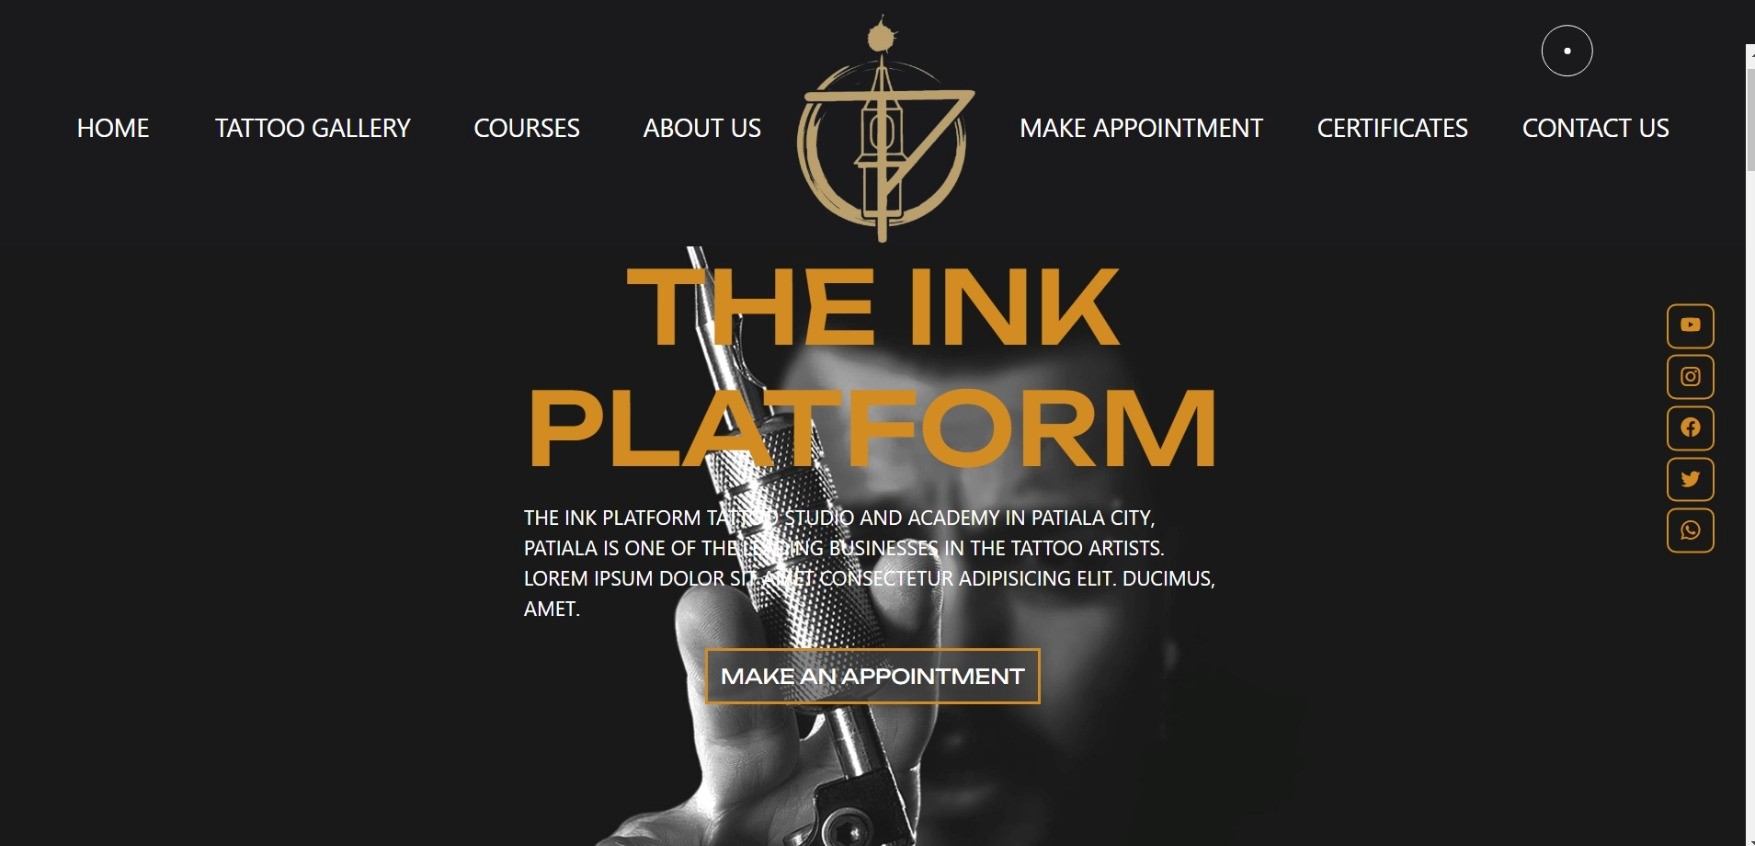 HOME TATTOO GALLERY COURSES ABOUT US MAKE APPOINTMENT CERTIFICATES CONTACT US
THE INK
PLATFORM
THE INK PLATFORM TATTOO STUDIO AND ACADEMY IN PATIALA CITY,
PATIALA IS ONE OF THE LEADING BUSINESSES IN THE TATTOO ARTISTS.
LOREM IPSUM DOLOR SIT AMET CONSECTETUR ADIPISICING ELIT. DUCIMUS,
AMET.
MAKE AN APPOINTMENT